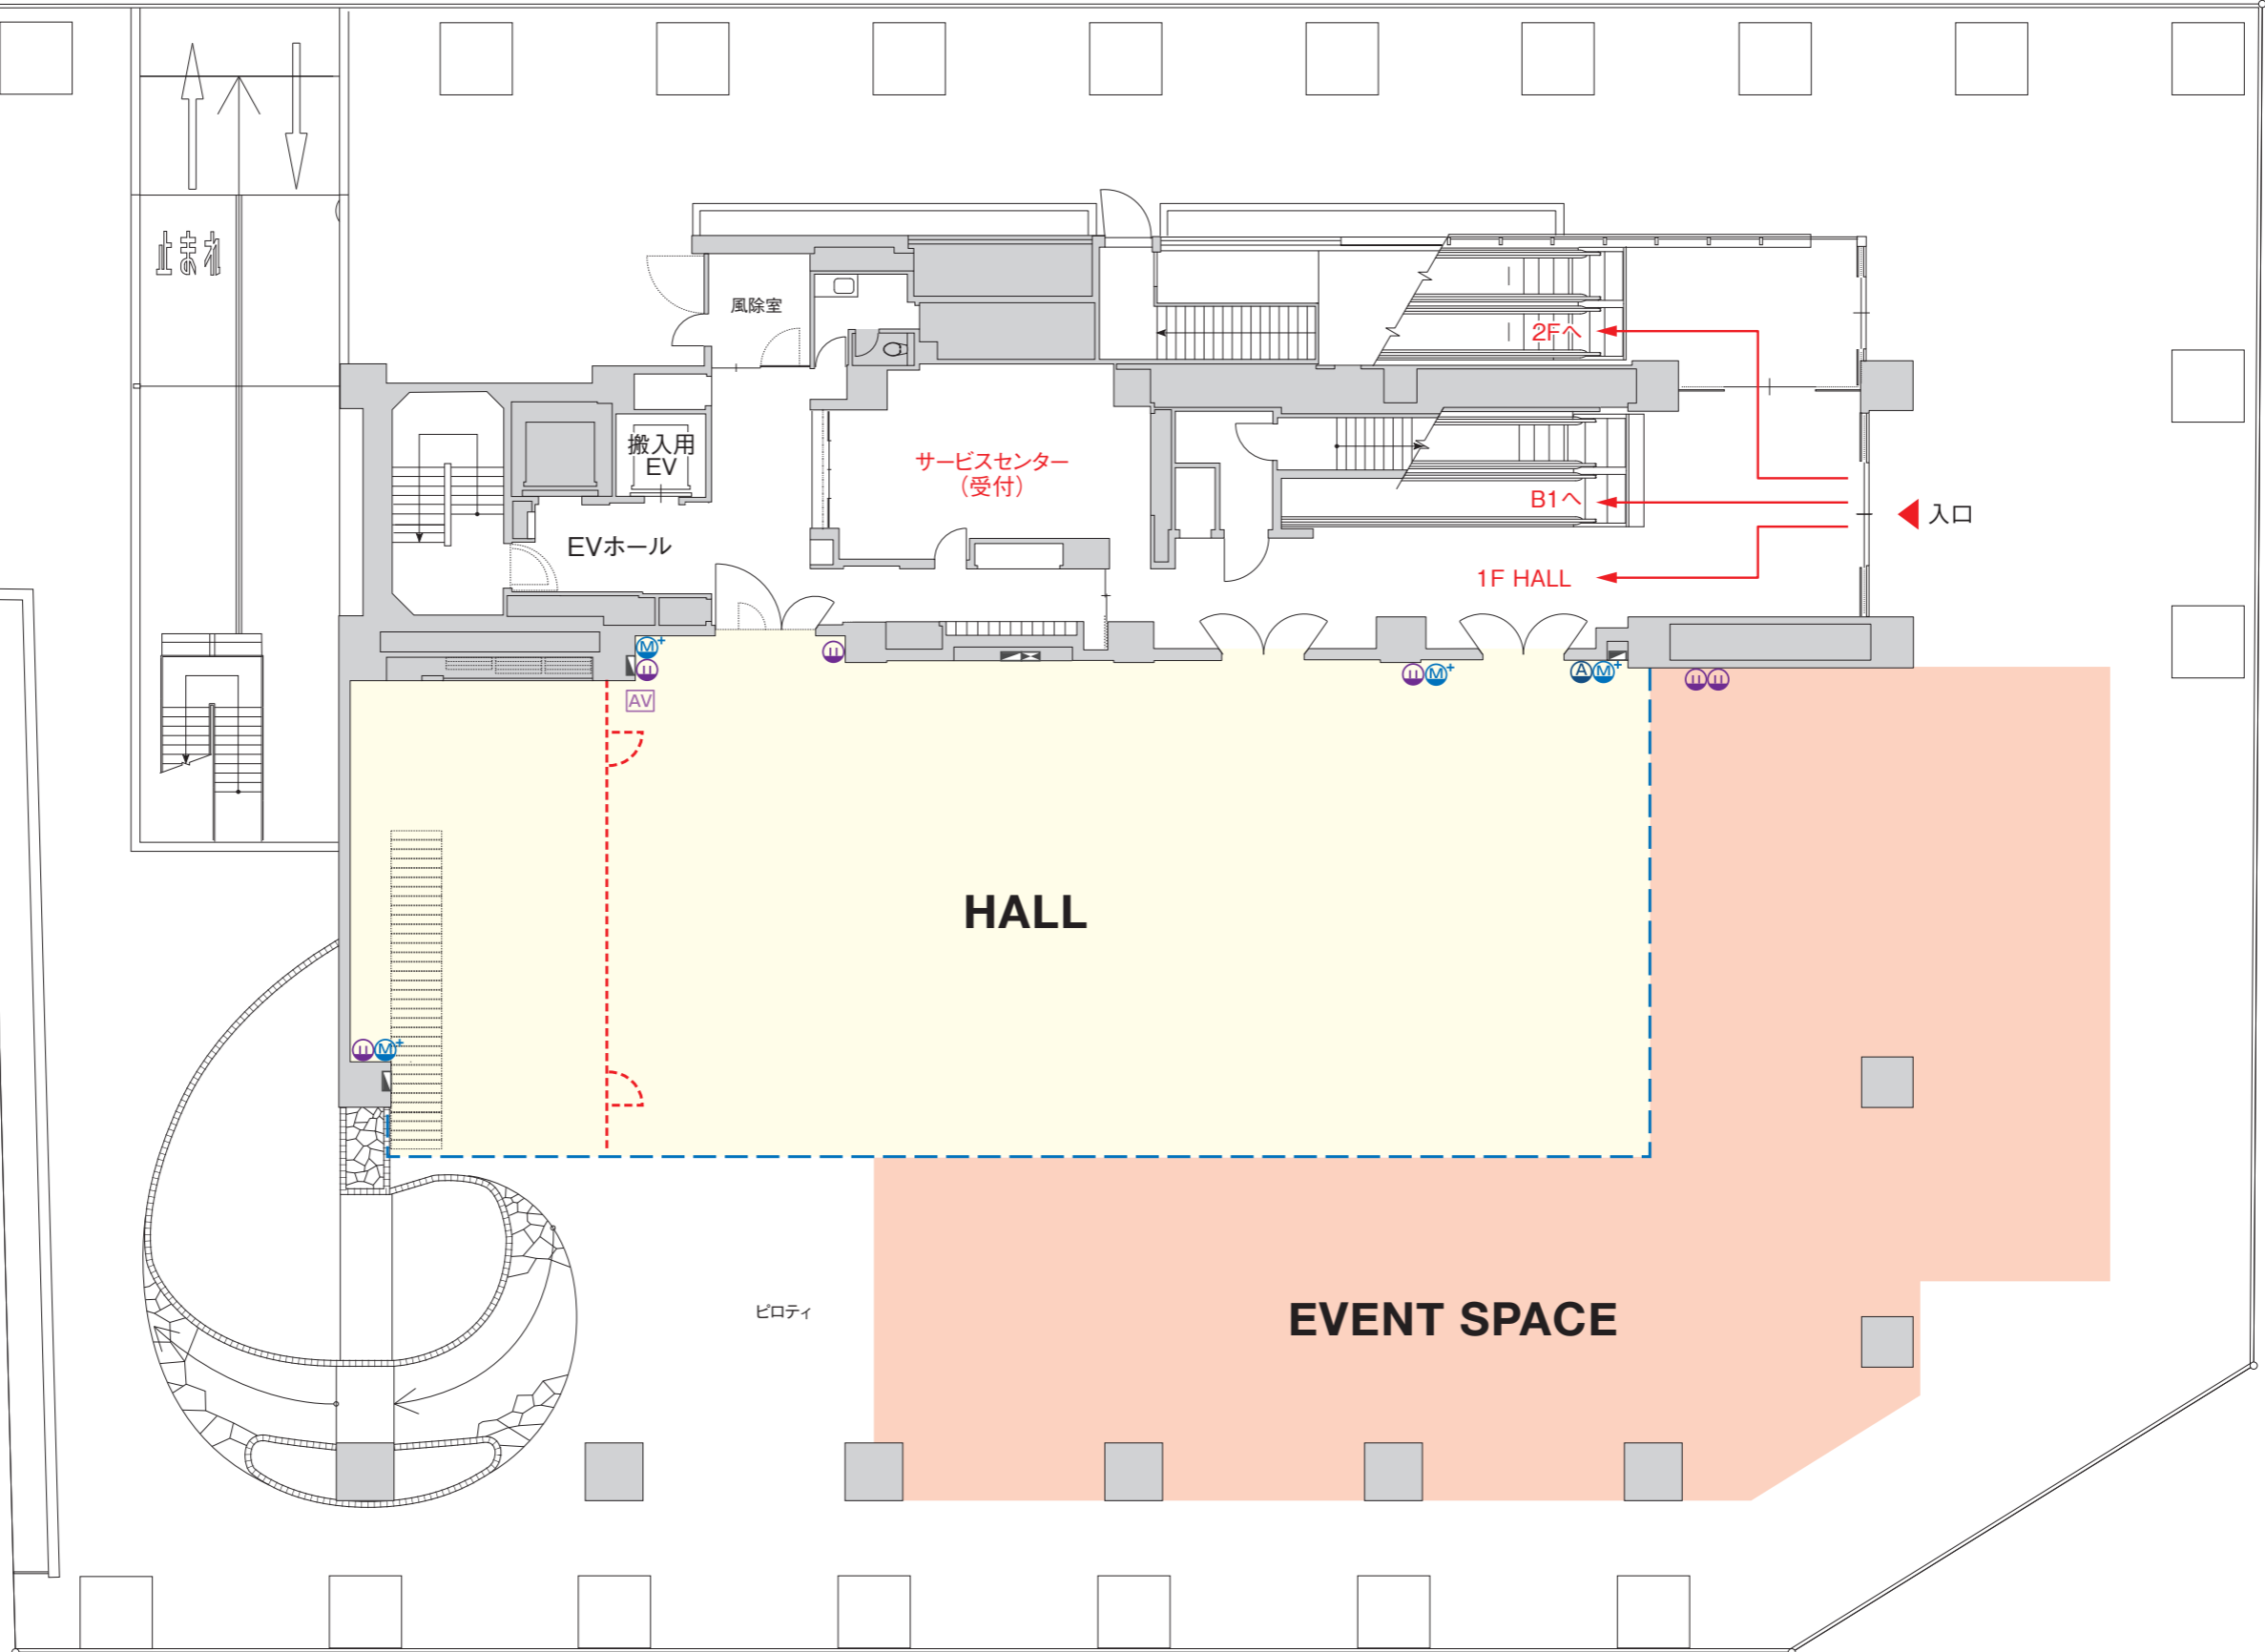 止まれ
風除室
2Fへ
搬入用
EV
サービスセンター
（受付）
B1へ
入口
EVホール
1F HALL
M+
M+
A M+
AV
HALL
M+
EVENT SPACE
ピロティ